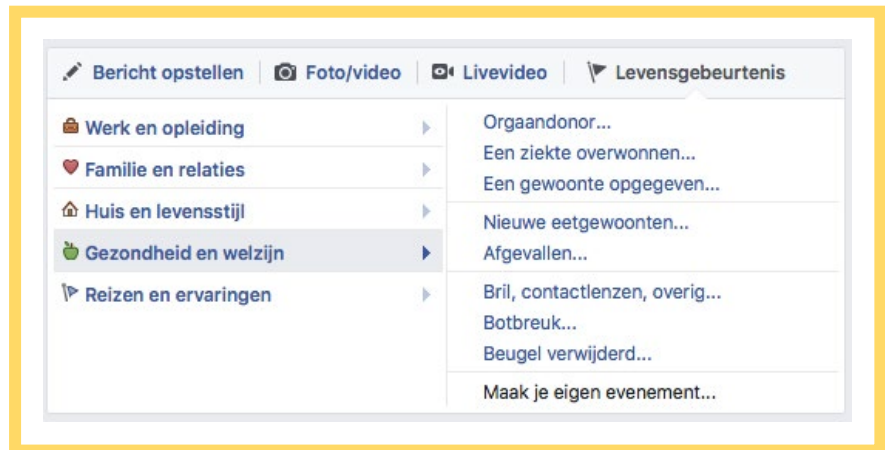 Bericht opstellen Foto/video Livevideo Levensgebeurtenis
Werk en opleiding
Familie en relaties
Huis en levensstijl
Gezondheid en welzijn
Reizen en ervaringen
Orgaandonor...
Een ziekte overwonnen...
Een gewoonte opgegeven...
Nieuwe eetgewoonten...
Afgevallen...
Bril, contactlenzen, overig...
Botbreuk...
Beugel verwijderd...
Maak je eigen evenement...